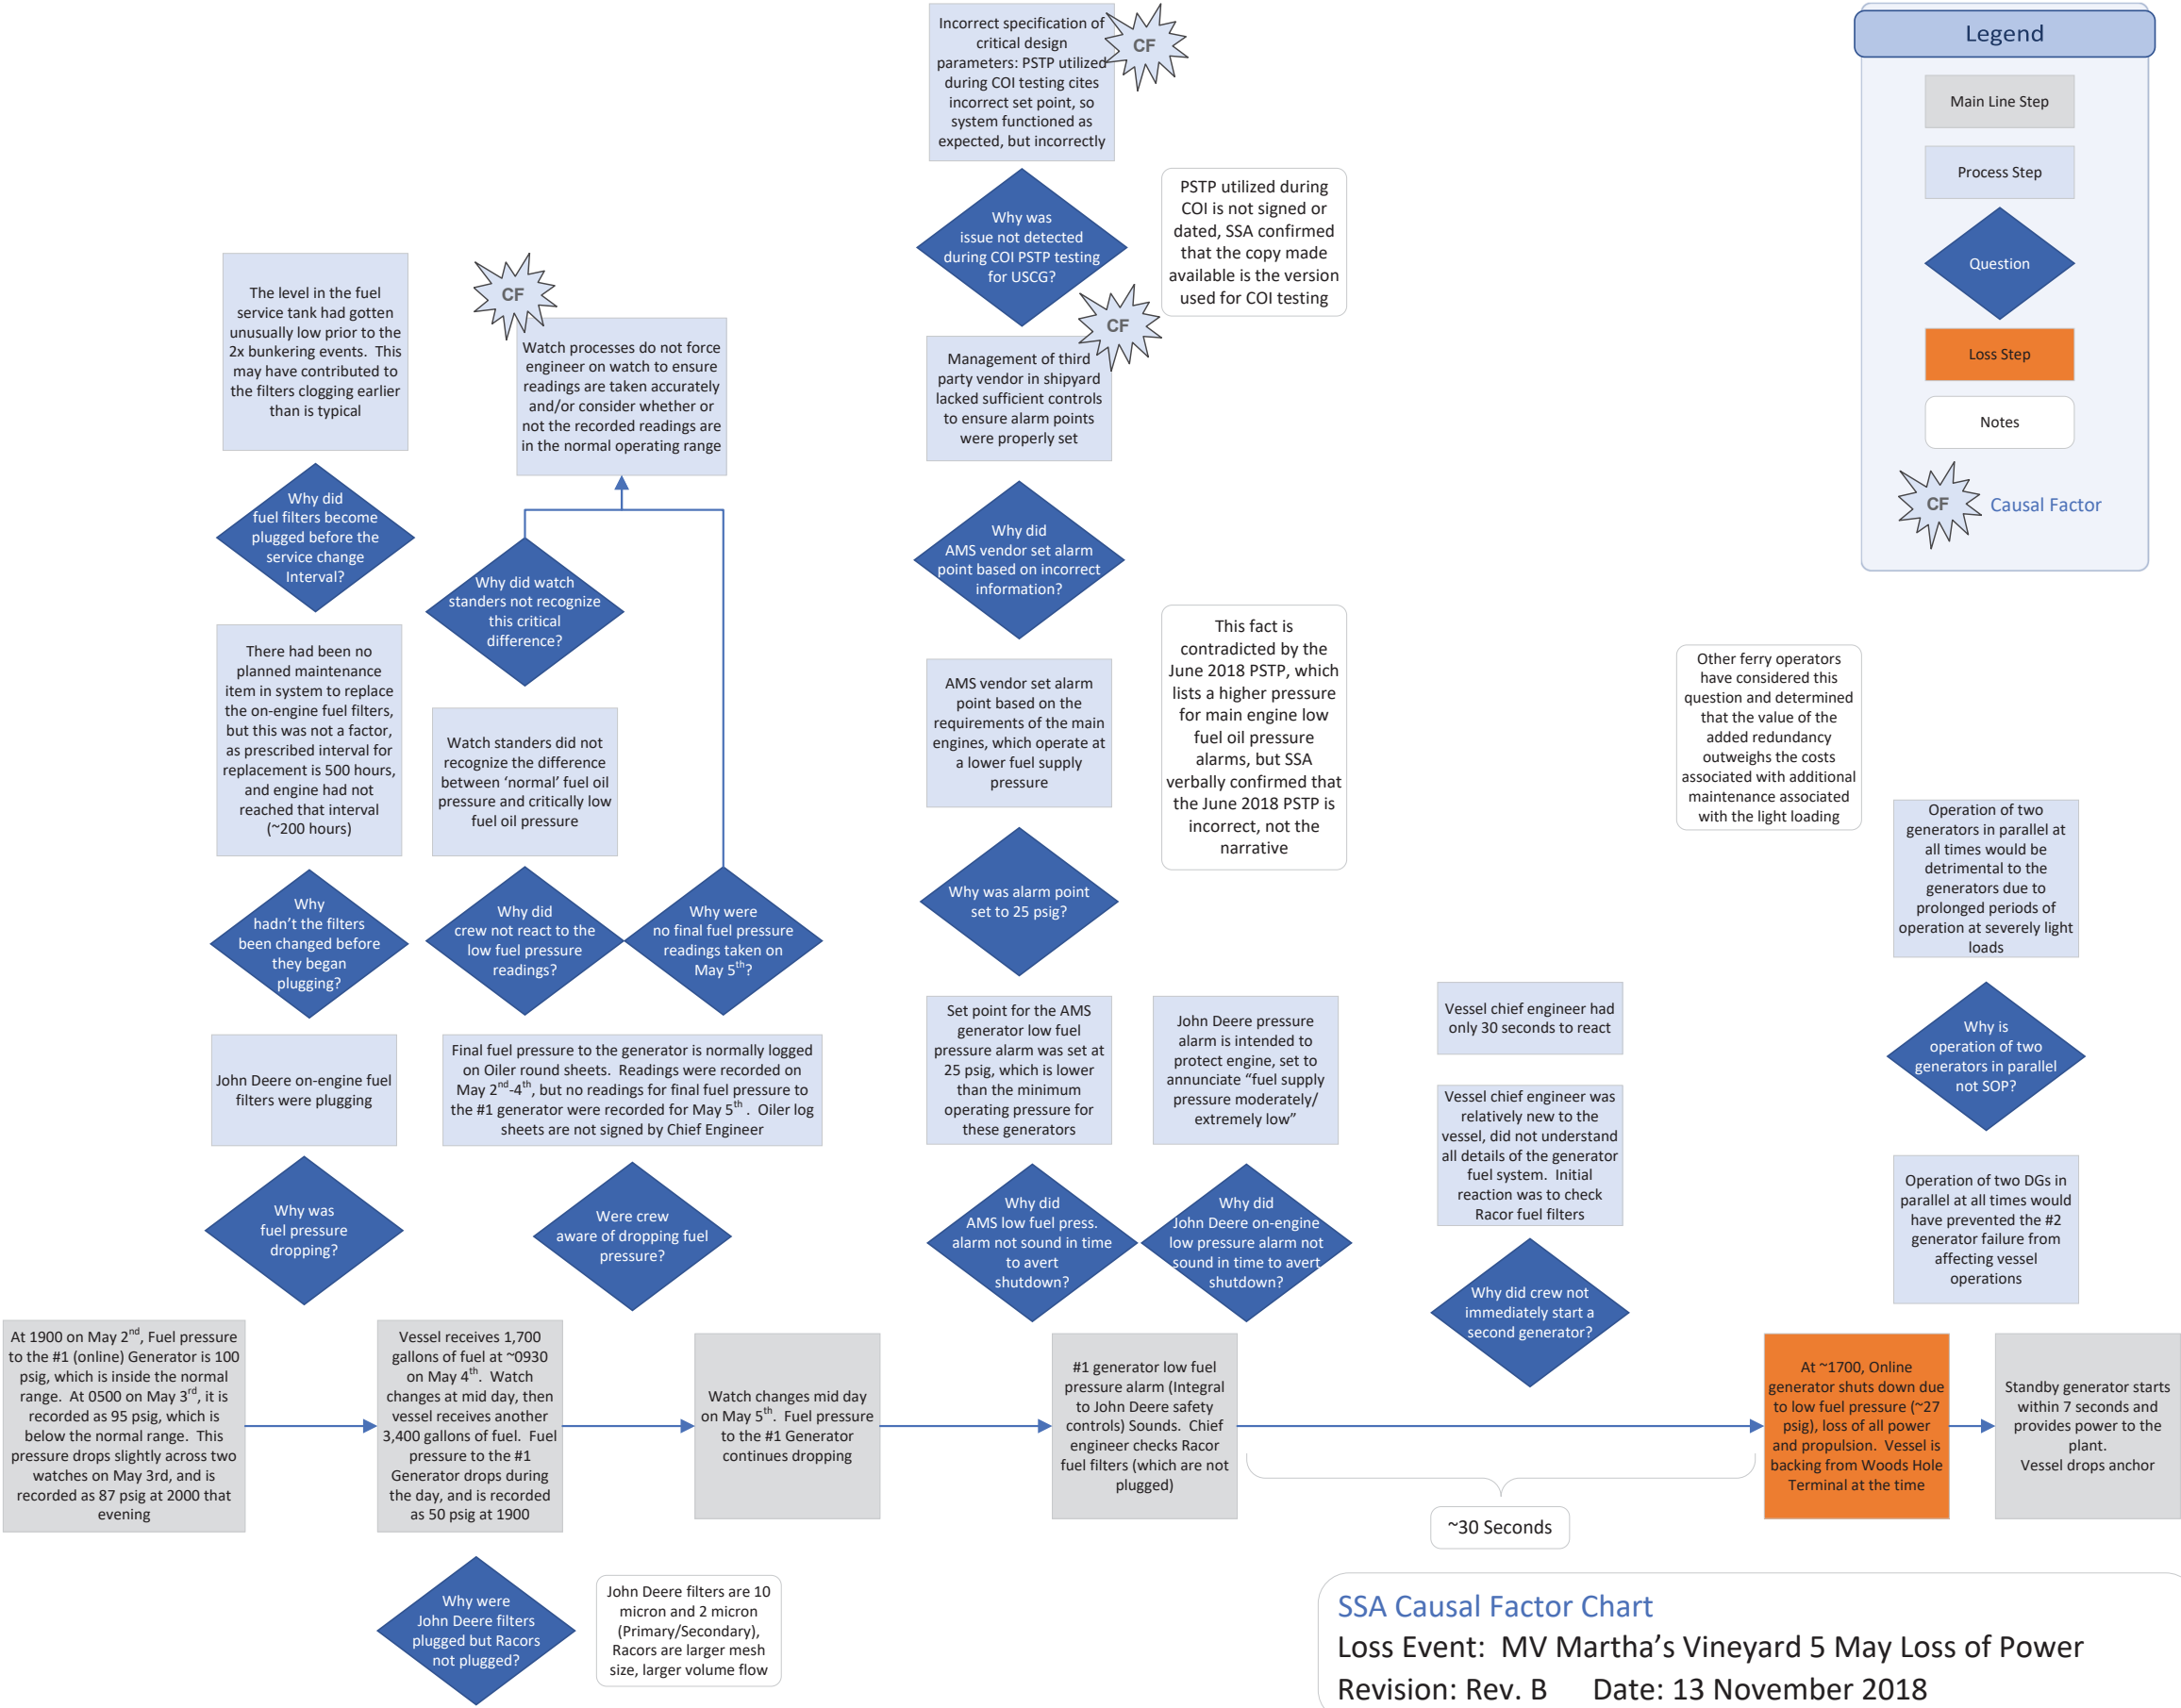 Incorrect specification of
critical design
parameters: PSTP utilized
during COI testing cites
incorrect set point, so
system functioned as
expected, but incorrectly
CF
Legend
Main Line Step
Process Step
Question
Loss Step
Notes
CF
Causal Factor
Why was
issue not detected
during COI PSTP testing
for USCG?
PSTP utilized during
COI is not signed or
dated, SSA confirmed
that the copy made
available is the version
used for COI testing
The level in the fuel
service tank had gotten
unusually low prior to the
2x bunkering events. This
may have contributed to
the filters clogging earlier
than is typical
CF
Watch processes do not force
engineer on watch to ensure
readings are taken accurately
and/or consider whether or
not the recorded readings are
in the normal operating range
CF
Management of third
party vendor in shipyard
lacked sufficient controls
to ensure alarm points
were properly set
Why did
fuel filters become
plugged before the
service change
Interval?
Why did watch
standers not recognize
this critical
difference?
Why did
AMS vendor set alarm
point based on incorrect
information?
There had been no
planned maintenance
item in system to replace
the on-engine fuel filters,
but this was not a factor,
as prescribed interval for
replacement is 500 hours,
and engine had not
reached that interval
(~200 hours)
Watch standers did not
recognize the difference
between ‘normal’ fuel oil
pressure and critically low
fuel oil pressure
AMS vendor set alarm
point based on the
requirements of the main
engines, which operate at
a lower fuel supply
pressure
This fact is
contradicted by the
June 2018 PSTP, which
lists a higher pressure
for main engine low
fuel oil pressure
alarms, but SSA
verbally confirmed that
the June 2018 PSTP is
incorrect, not the
narrative
Other ferry operators
have considered this
question and determined
that the value of the
added redundancy
outweighs the costs
associated with additional
maintenance associated
with the light loading
Operation of two
generators in parallel at
all times would be
detrimental to the
generators due to
prolonged periods of
operation at severely light
loads
Why
hadn’t the filters
been changed before
they began
plugging?
Why did
crew not react to the
low fuel pressure
readings?
Why were
no final fuel pressure
readings taken on
May 5th?
Why was alarm point
set to 25 psig?
John Deere on-engine fuel
filters were plugging
Final fuel pressure to the generator is normally logged
on Oiler round sheets. Readings were recorded on
May 2nd-4th, but no readings for final fuel pressure to
the #1 generator were recorded for May 5th . Oiler log
sheets are not signed by Chief Engineer
Set point for the AMS
generator low fuel
pressure alarm was set at
25 psig, which is lower
than the minimum
operating pressure for
these generators
John Deere pressure
alarm is intended to
protect engine, set to
annunciate “fuel supply
pressure moderately/
extremely low”
Vessel chief engineer had
only 30 seconds to react
Vessel chief engineer was
relatively new to the
vessel, did not understand
all details of the generator
fuel system. Initial
reaction was to check
Racor fuel filters
Why is
operation of two
generators in parallel
not SOP?
Operation of two DGs in
parallel at all times would
have prevented the #2
generator failure from
affecting vessel
operations
Why was
fuel pressure
dropping?
Were crew
aware of dropping fuel
pressure?
Why did
AMS low fuel press.
alarm not sound in time
to avert
shutdown?
Why did
John Deere on-engine
low pressure alarm not
sound in time to avert
shutdown?
Why did crew not
immediately start a
second generator?
At 1900 on May 2nd, Fuel pressure
to the #1 (online) Generator is 100
psig, which is inside the normal
range. At 0500 on May 3rd, it is
recorded as 95 psig, which is
below the normal range. This
pressure drops slightly across two
watches on May 3rd, and is
recorded as 87 psig at 2000 that
evening
Vessel receives 1,700
gallons of fuel at ~0930
on May 4th. Watch
changes at mid day, then
vessel receives another
3,400 gallons of fuel. Fuel
pressure to the #1
Generator drops during
the day, and is recorded
as 50 psig at 1900
Watch changes mid day
on May 5th. Fuel pressure
to the #1 Generator
continues dropping
#1 generator low fuel
pressure alarm (Integral
to John Deere safety
controls) Sounds. Chief
engineer checks Racor
fuel filters (which are not
plugged)
~30 Seconds
At ~1700, Online
generator shuts down due
to low fuel pressure (~27
psig), loss of all power
and propulsion. Vessel is
backing from Woods Hole
Terminal at the time
Standby generator starts
within 7 seconds and
provides power to the
plant.
Vessel drops anchor
Why were
John Deere filters
plugged but Racors
not plugged?
John Deere filters are 10
micron and 2 micron
(Primary/Secondary),
Racors are larger mesh
size, larger volume flow
SSA Causal Factor Chart
Loss Event: MV Martha’s Vineyard 5 May Loss of Power
Revision: Rev. B Date: 13 November 2018